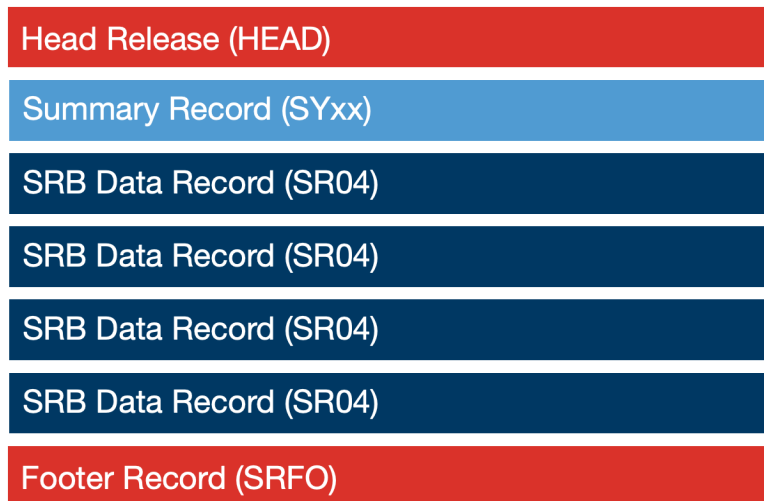 Head Release (HEAD)
Summary Record (SYxx)
SRB Data Record (SR04)
SRB Data Record (SR04)
SRB Data Record (SR04)
SRB Data Record (SR04)
Footer Record (SRFO)